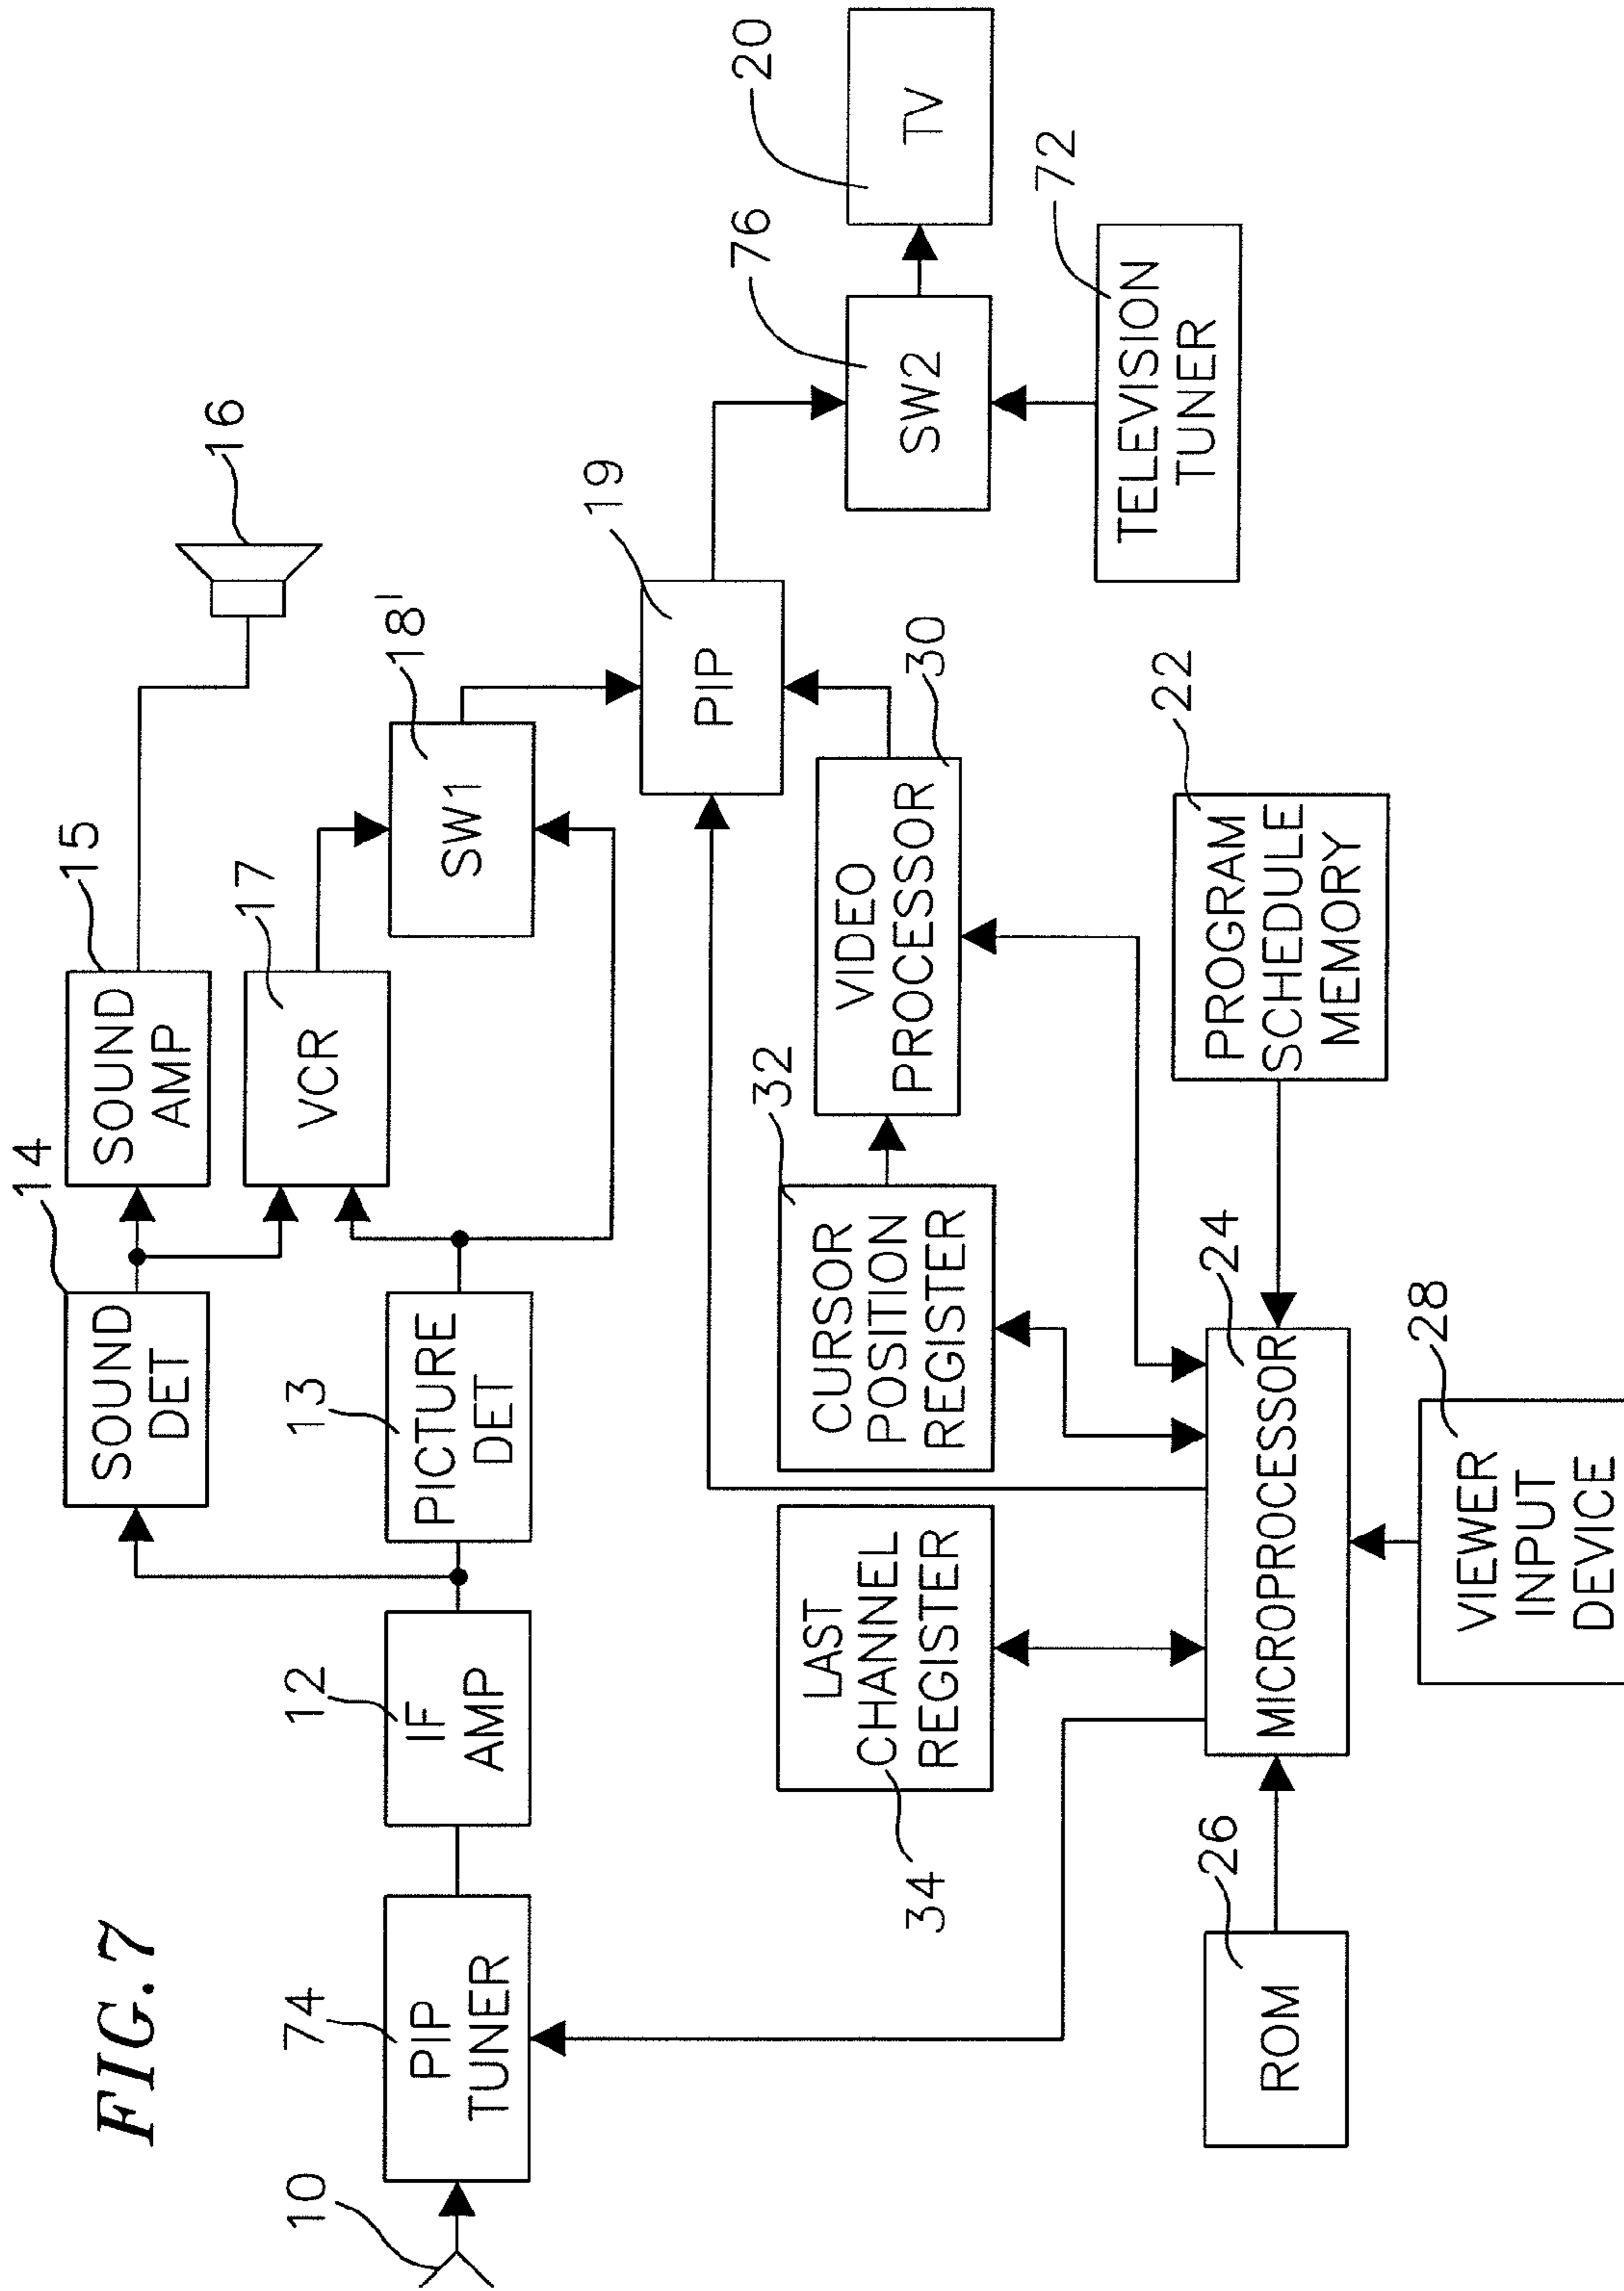 FIG. 7
10
74
PIP
TUNER
12
IF
AMP
14
SOUND
DET
13
PICTURE
DET
15
SOUND
AMP
16
17
VCR
18'
SW1
19
PIP
76
SW2
20
TV
72
TELEVISION
TUNER
34
LAST
CHANNEL
REGISTER
32
CURSOR
POSITION
REGISTER
30
VIDEO
PROCESSOR
26
ROM
24
MICROPROCESSOR
22
PROGRAM
SCHEDULE
MEMORY
28
VIEWER
INPUT
DEVICE